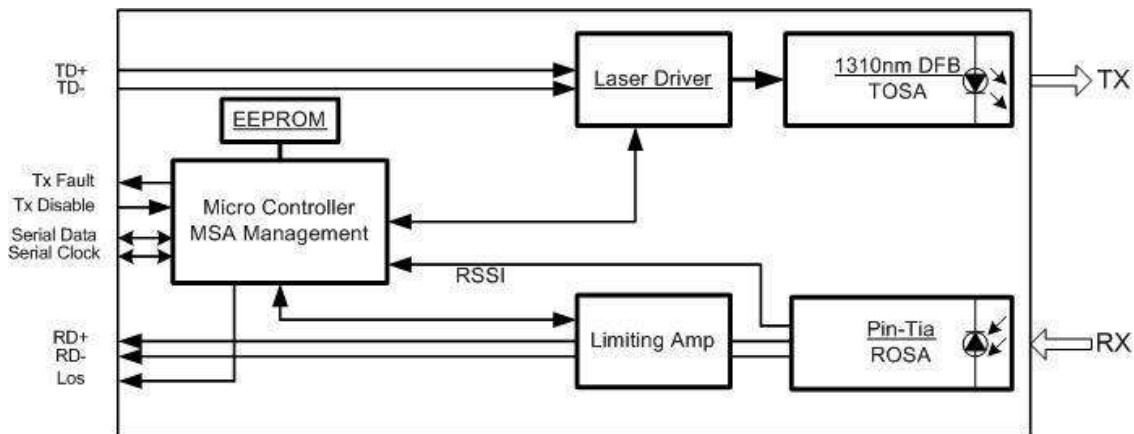 TD+
TD-
Laser Driver
1310nm DFB
TOSA
TX
EEPROM
Tx Fault
Tx Disable
Serial Data
Serial Clock
Micro Controller
MSA Management
RSSI
RD+
RD-
Los
Limiting Amp
Pin-Tia
ROSA
RX